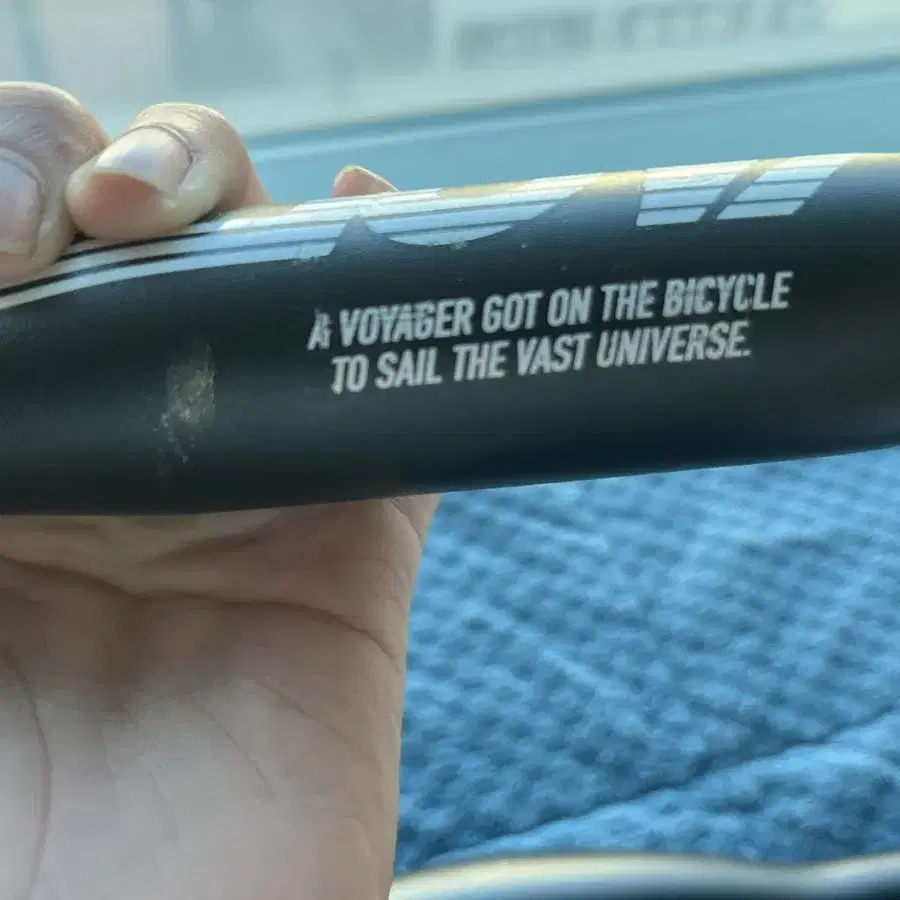 A VOYAGER GOT ON THE BICYCLE
TO SAIL THE VAST UNIVERSE.